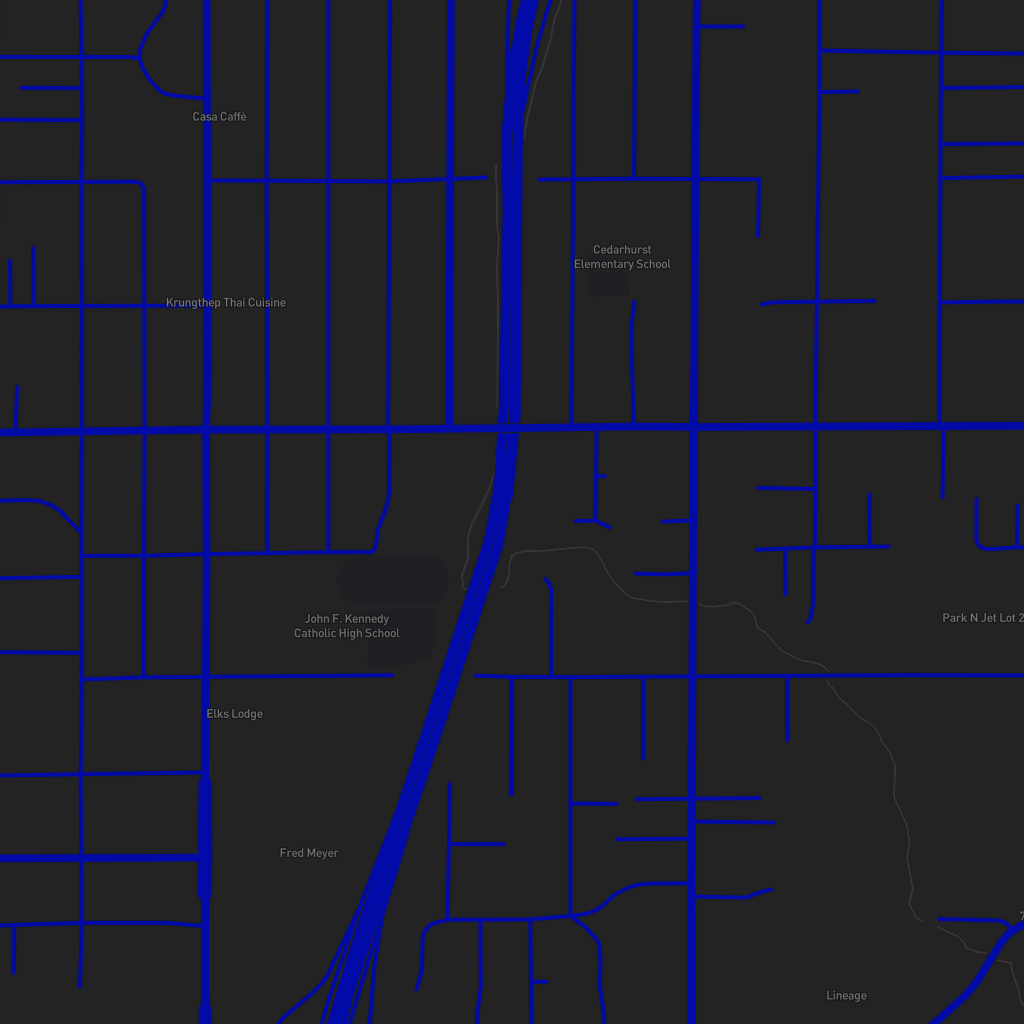 Casa Caffè
Cedarhurst
Elementary School
Krungthep Thai Cuisine
John F. Kennedy
Catholic High School
Park N Jet Lot 2
Elks Lodge
Fred Meyer
7
Lineage